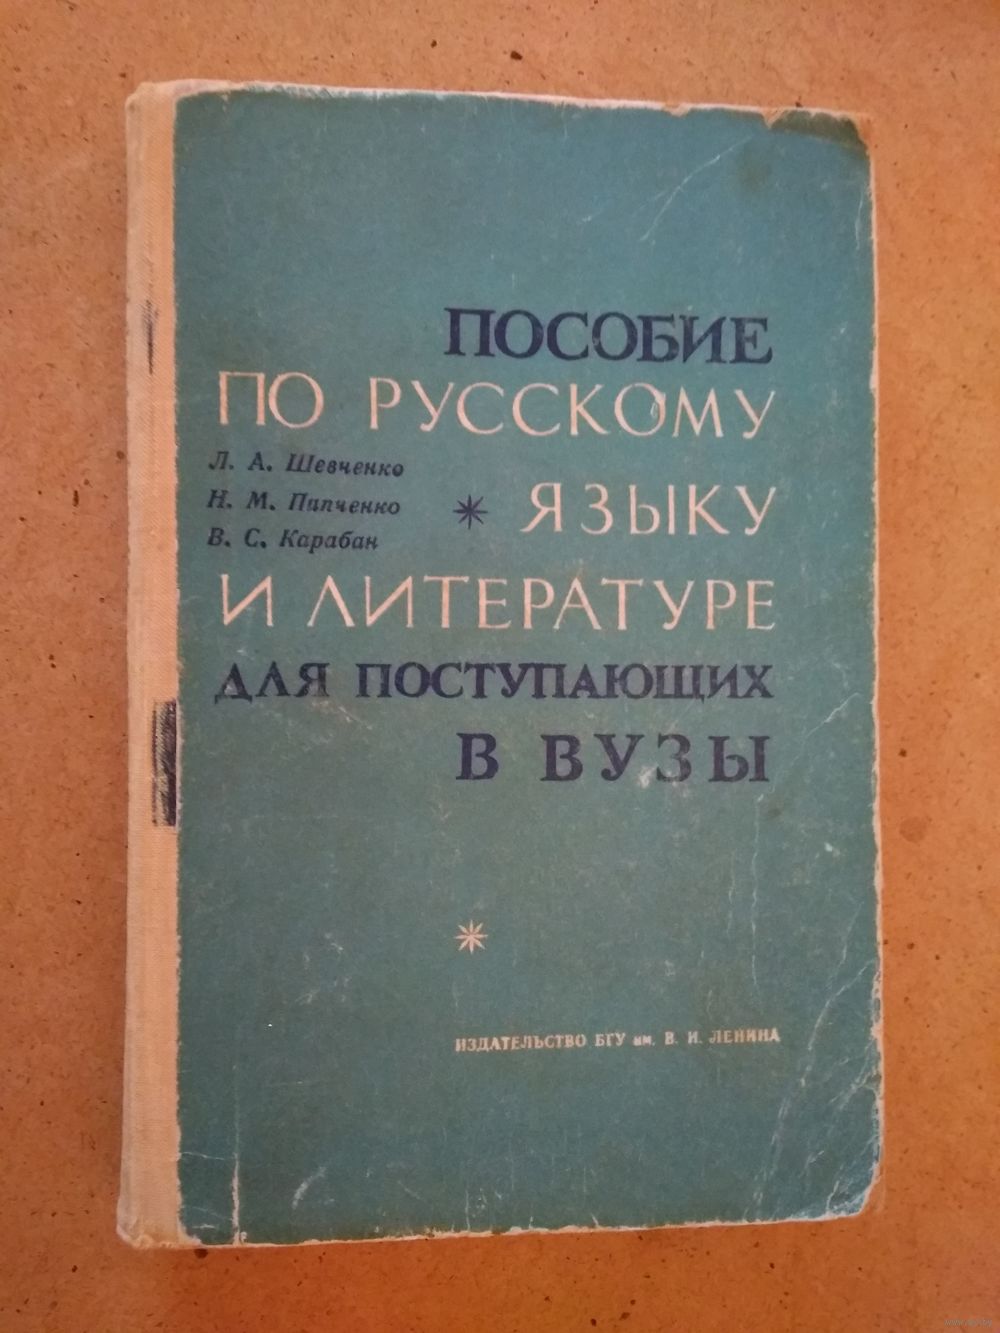 ПОСОБИЕ
ПО РУССКОМУ
Л. А. Шевченко
Н. М. Пипченко
В. С. Карабан
ЯЗЫКУ
И ЛИТЕРАТУРЕ
ДЛЯ ПОСТУПАЮЩИХ
В ВУЗЫ
ИЗДАТЕЛЬСТВО БГУ им. В. И. ЛЕНИНА